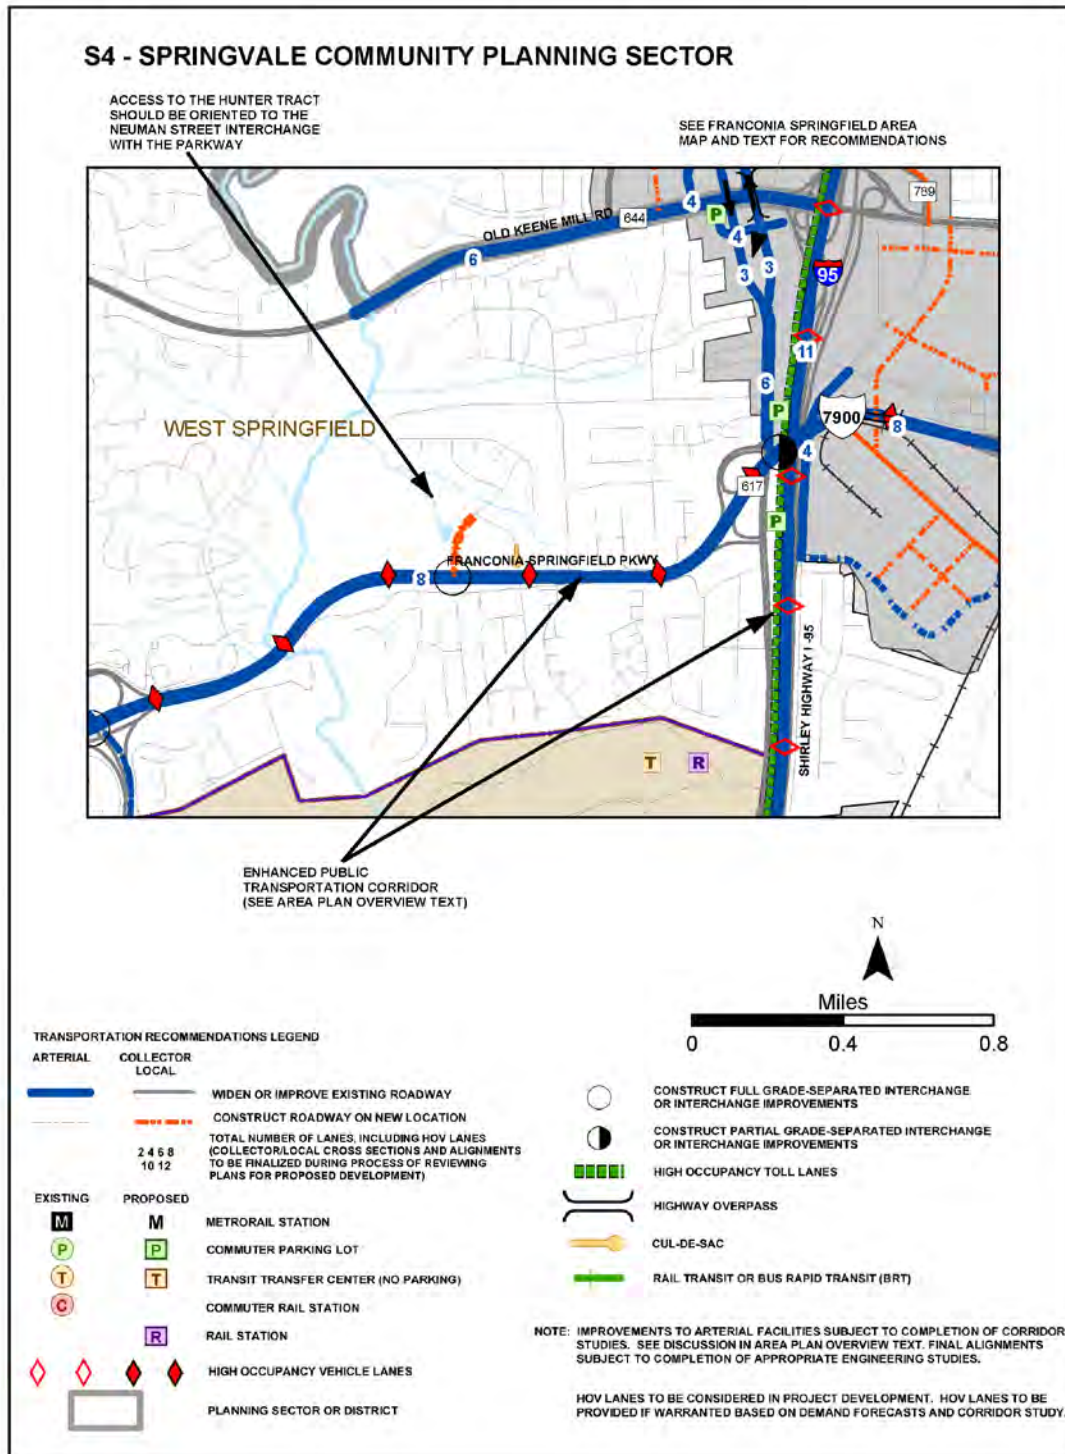 S4 - SPRINGVALE COMMUNITY PLANNING SECTOR
ACCESS TO THE HUNTER TRACT
SHOULD BE ORIENTED TO THE
NEUMAN STREET INTERCHANGE
WITH THE PARKWAY
SEE FRANCONIA SPRINGFIELD AREA
MAP AND TEXT FOR RECOMMENDATIONS
789
4
P
644
OLD KEENE MILL RD
4
6
3
3
95
11
6
P
7900
8
WEST SPRINGFIELD
4
617
P
FRANCONIA-SPRINGFIELD PKWY
8
SHIRLEY HIGHWAY I -95
T
R
ENHANCED PUBLIC
TRANSPORTATION CORRIDOR
(SEE AREA PLAN OVERVIEW TEXT)
N
Miles
0
0.4
0.8
TRANSPORTATION RECOMMENDATIONS LEGEND
ARTERIAL
COLLECTOR
LOCAL
WIDEN OR IMPROVE EXISTING ROADWAY
CONSTRUCT ROADWAY ON NEW LOCATION
2 4 6 8
10 12
TOTAL NUMBER OF LANES, INCLUDING HOV LANES
(COLLECTOR/LOCAL CROSS SECTIONS AND ALIGNMENTS
TO BE FINALIZED DURING PROCESS OF REVIEWING
PLANS FOR PROPOSED DEVELOPMENT)
EXISTING
PROPOSED
M
M
METRORAIL STATION
P
P
COMMUTER PARKING LOT
T
T
TRANSIT TRANSFER CENTER (NO PARKING)
C
COMMUTER RAIL STATION
R
RAIL STATION
HIGH OCCUPANCY VEHICLE LANES
PLANNING SECTOR OR DISTRICT
CONSTRUCT FULL GRADE-SEPARATED INTERCHANGE
OR INTERCHANGE IMPROVEMENTS
CONSTRUCT PARTIAL GRADE-SEPARATED INTERCHANGE
OR INTERCHANGE IMPROVEMENTS
HIGH OCCUPANCY TOLL LANES
HIGHWAY OVERPASS
CUL-DE-SAC
RAIL TRANSIT OR BUS RAPID TRANSIT (BRT)
NOTE: IMPROVEMENTS TO ARTERIAL FACILITIES SUBJECT TO COMPLETION OF CORRIDOR
STUDIES. SEE DISCUSSION IN AREA PLAN OVERVIEW TEXT. FINAL ALIGNMENTS
SUBJECT TO COMPLETION OF APPROPRIATE ENGINEERING STUDIES.
HOV LANES TO BE CONSIDERED IN PROJECT DEVELOPMENT. HOV LANES TO BE
PROVIDED IF WARRANTED BASED ON DEMAND FORECASTS AND CORRIDOR STUDY.